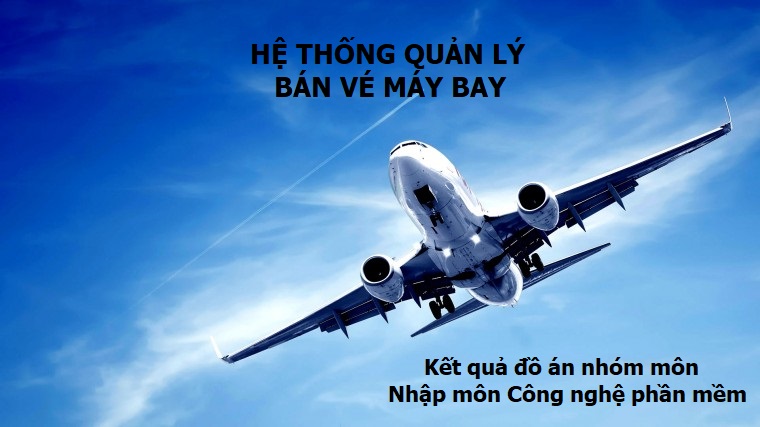 HỆ THỐNG QUẢN LÝ
BÁN VÉ MÁY BAY
Kết quả đồ án nhóm môn
Nhập môn Công nghệ phần mềm